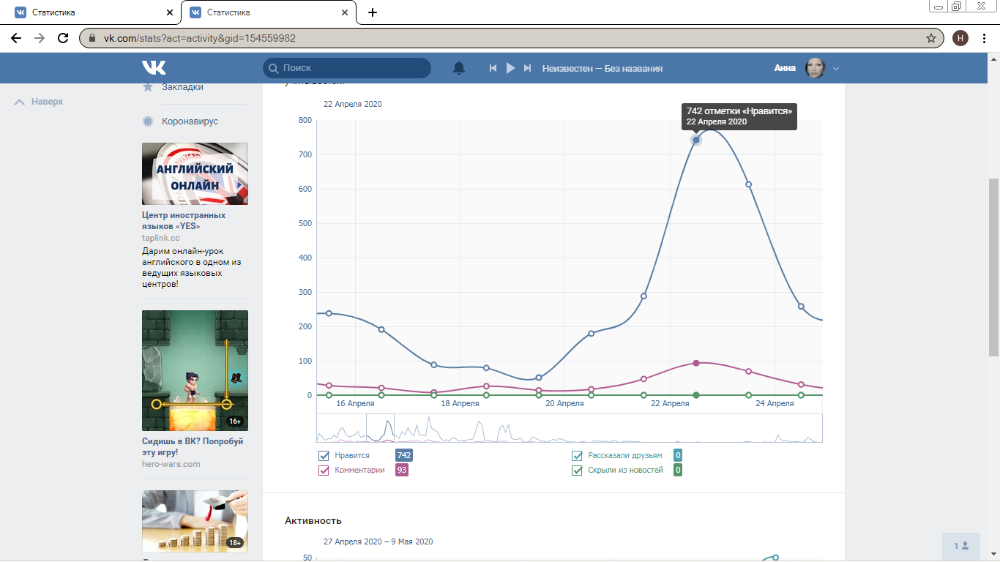 Статистика
Статистика
vk.com/stats?act=activity&gid=154559982
H
Поиск
Неизвестен — Без названия
Анна
Наверх
Закладки
Коронавирус
АНГЛИЙСКИЙ
ОНЛАЙН
Центр иностранных
языков «YES»
taplink.cc
Дарим онлайн-урок
английского в одном из
ведущих языковых
центров!
16+
Сидишь в ВК? Попробуй
эту игру!
hero-wars.com
18+
22 Апреля 2020
742 отметки «Нравится»
22 Апреля 2020
800
700
600
500
400
300
200
100
0
16 Апреля
18 Апреля
20 Апреля
22 Апреля
24 Апреля
Нравится 742
Рассказали друзьям 0
Комментарии 93
Скрыли из новостей 0
Активность
27 Апреля 2020 – 9 Мая 2020
50
1